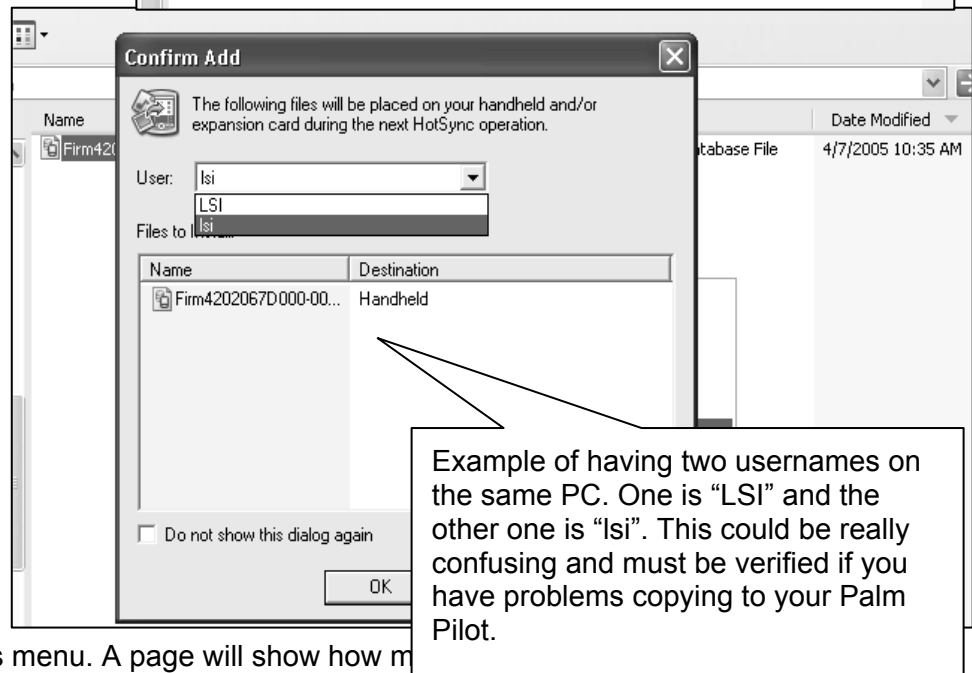 Confirm Add
The following files will be placed on your handheld and/or
expansion card during the next HotSync operation.
Name
Date Modified
Firm420
tabase File
4/7/2005 10:35 AM
User:
lsi
LSI
lsi
Files to
Name
Destination
Firm4202067D000-00...
Handheld
Example of having two usernames on
the same PC. One is “LSI” and the
other one is “lsi”. This could be really
confusing and must be verified if you
have problems copying to your Palm
Pilot.
Do not show this dialog again
OK
s menu. A page will show how m